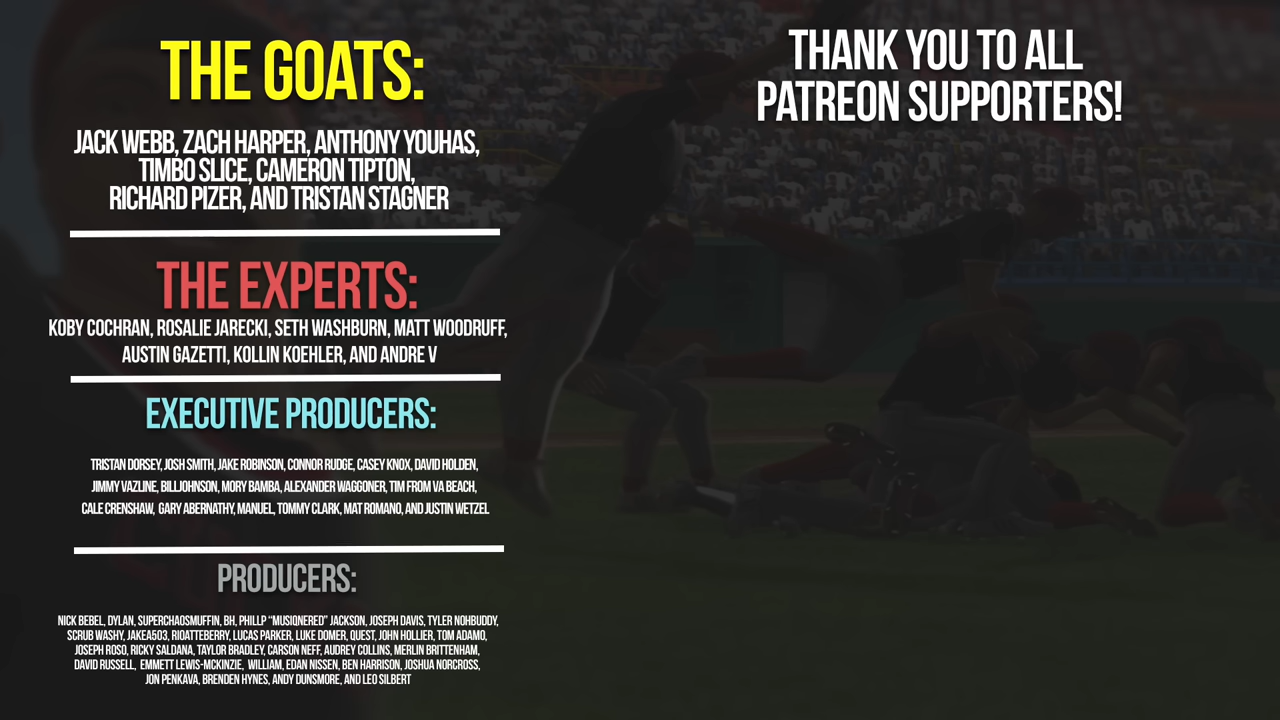 THE GOATS:
JACK WEBB, ZACH HARPER, ANTHONY YOUHAS,
TIMBO SLICE, CAMERON TIPTON,
RICHARD PIZER, AND TRISTAN STAGNER
THE EXPERTS:
KOBY COCHRAN, ROSALIE JARECKI, SETH WASHBURN, MATT WOODRUFF,
AUSTIN GAZETTI, KOLLIN KOEHLER, AND ANDRE V
EXECUTIVE PRODUCERS:
TRISTAN DORSEY, JOSH SMITH, JAKE ROBINSON, CONNOR RUDGE, CASEY KNOX, DAVID HOLDEN,
JIMMY VAZLINE, BILLJOHNSON, MORY BAMBA, ALEXANDER WAGGONER, TIM FROM VA BEACH,
CALE CRENSHAW, GARY ABERNATHY, MANUEL, TOMMY CLARK, MAT ROMANO, AND JUSTIN WETZEL
PRODUCERS:
NICK BEBEL, DYLAN, SUPERCHAOSMUFFIN, BH, PHILLP “MUSIQNERED” JACKSON, JOSEPH DAVIS, TYLER NOHBUDDY,
SCRUB WASHY, JAKEA503, RIOATTEBERRY, LUCAS PARKER, LUKE DOMER, QUEST, JOHN HOLLIER, TOM ADAMO,
JOSEPH ROSO, RICKY SALDANA, TAYLOR BRADLEY, CARSON NEFF, AUDREY COLLINS, MERLIN BRITTENHAM,
DAVID RUSSELL, EMMETT LEWIS-MCKINZIE, WILLIAM, EDAN NISSEN, BEN HARRISON, JOSHUA NORCROSS,
JON PENKAVA, BRENDEN HYNES, ANDY DUNSMORE, AND LEO SILBERT
THANK YOU TO ALL
PATREON SUPPORTERS!